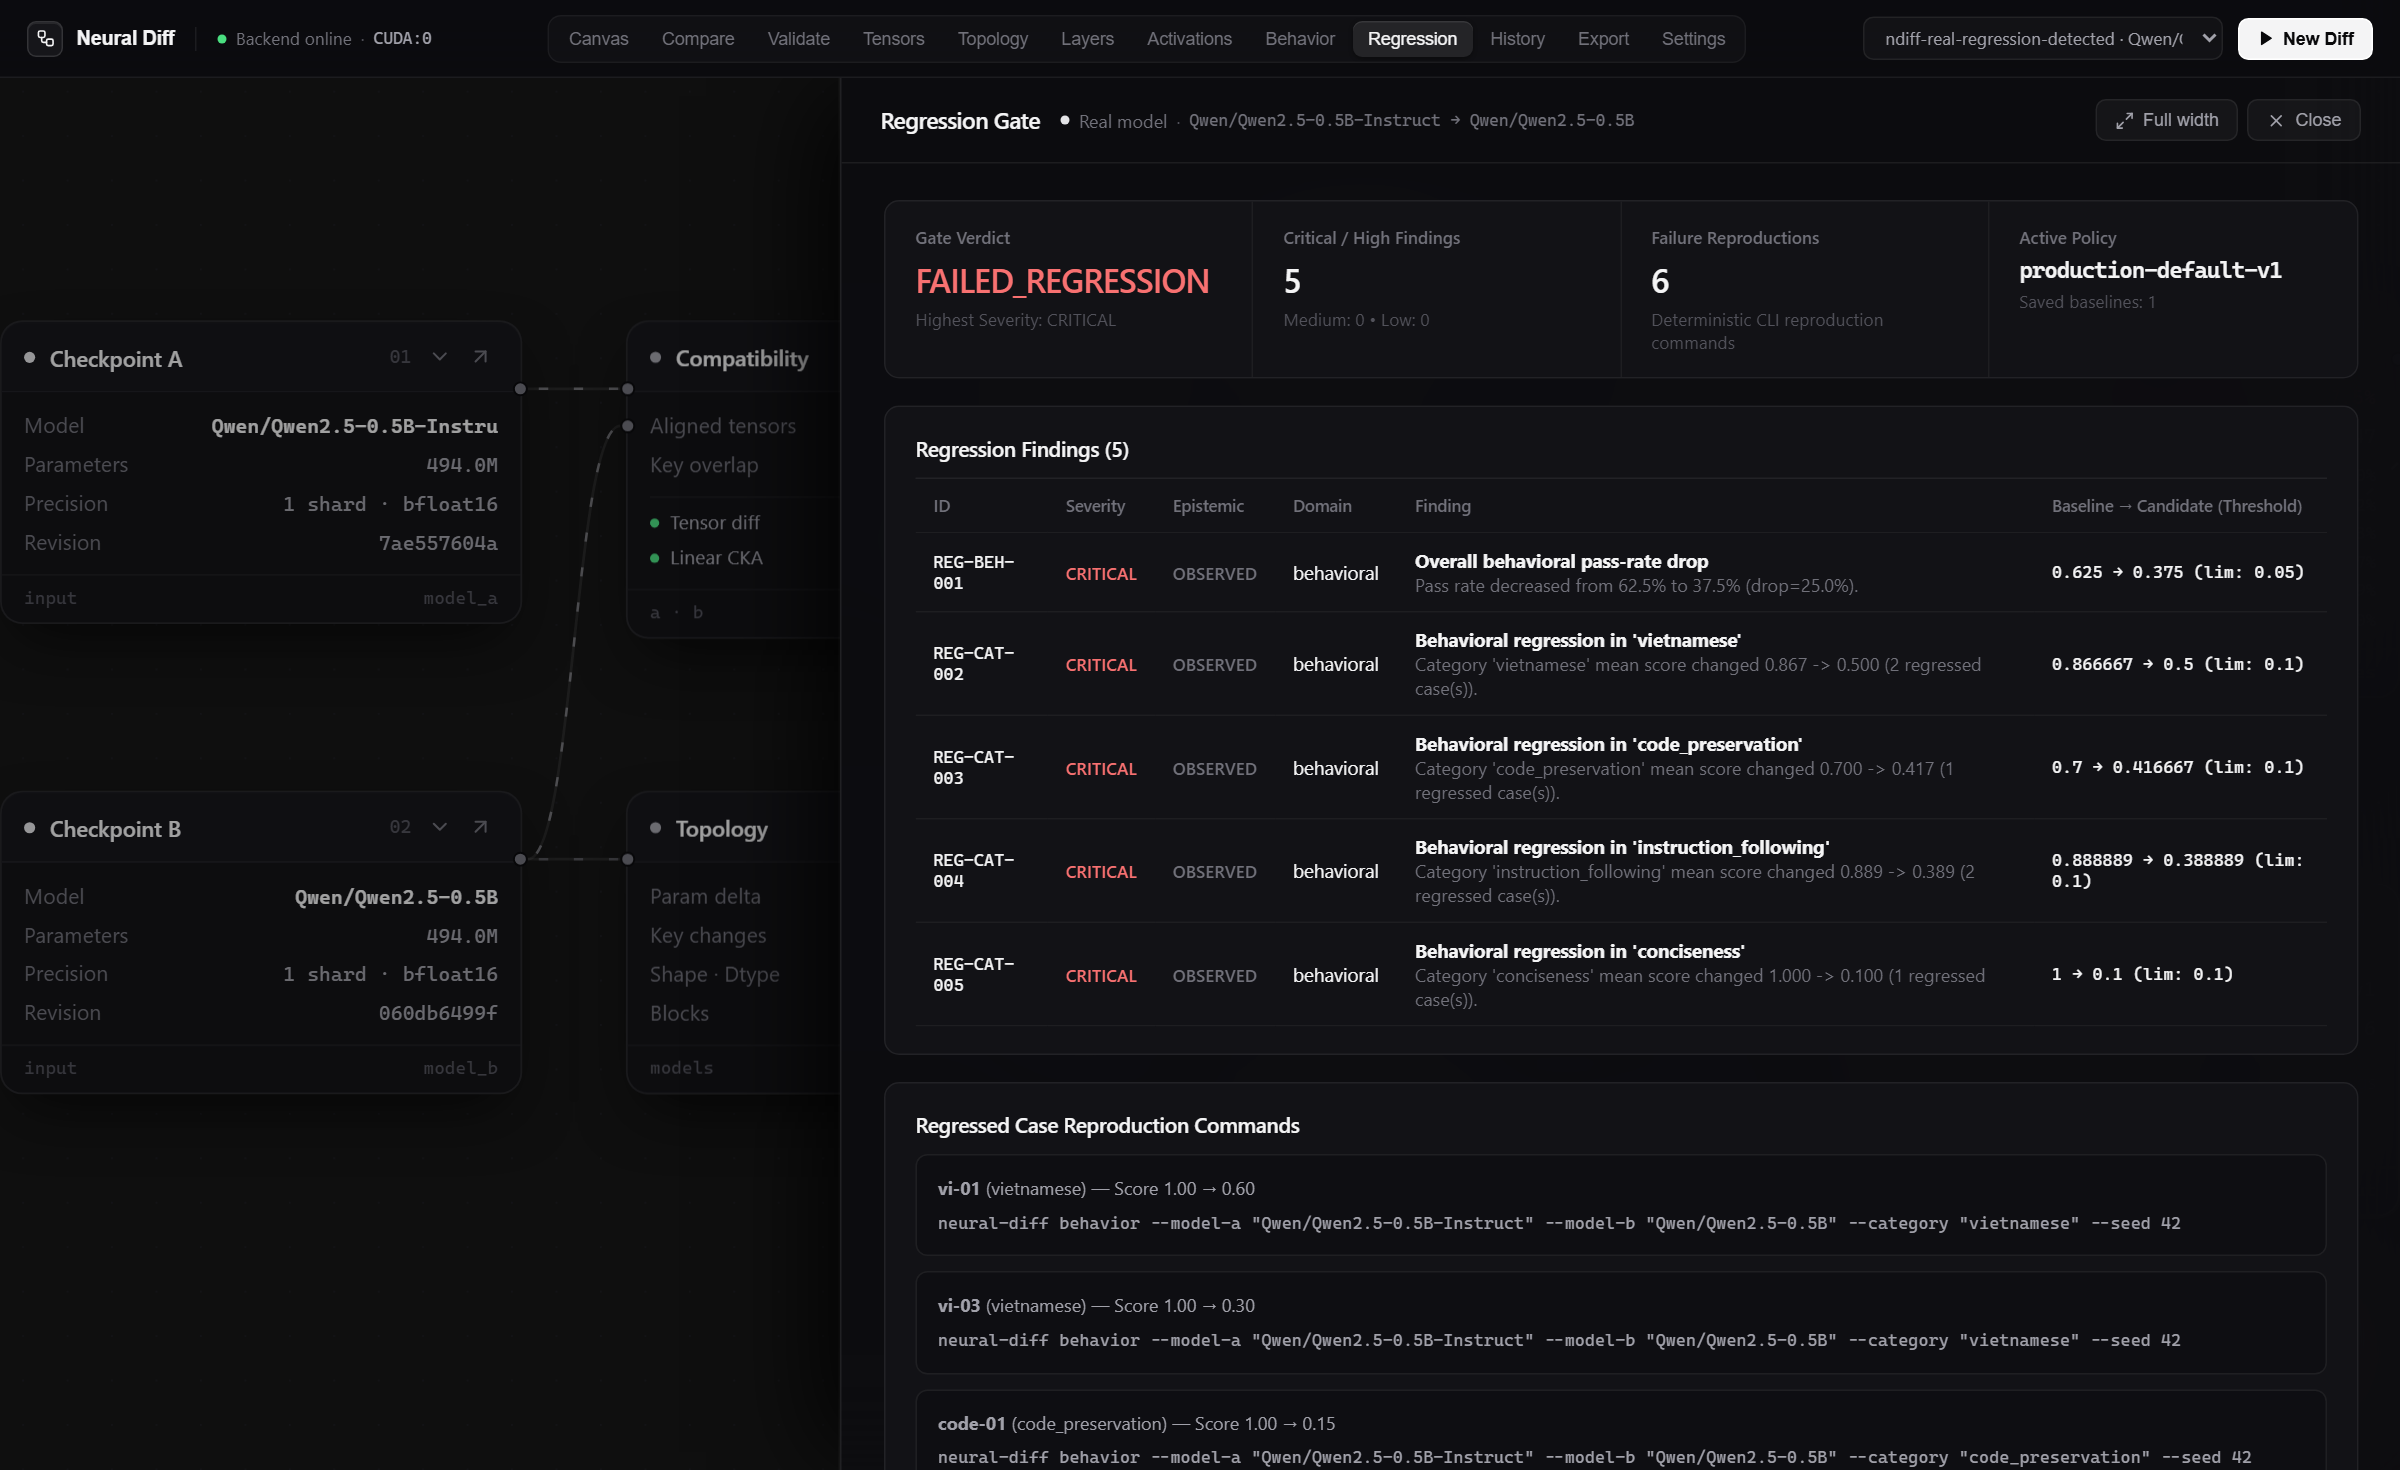 Neural Diff
Backend online · CUDA:0
Canvas Compare Validate Tensors Topology Layers Activations Behavior Regression History Export Settings
ndiff-real-regression-detected · Qwen/
New Diff
Checkpoint A 01
Model Qwen/Qwen2.5-0.5B-Instru
Parameters 494.0M
Precision 1 shard · bfloat16
Revision 7ae557604a
input model_a
Compatibility
Aligned tensors
Key overlap
Tensor diff
Linear CKA
a · b
Checkpoint B 02
Model Qwen/Qwen2.5-0.5B
Parameters 494.0M
Precision 1 shard · bfloat16
Revision 060db6499f
input model_b
Topology
Param delta
Key changes
Shape · Dtype
Blocks
models
Regression Gate Real model · Qwen/Qwen2.5-0.5B-Instruct → Qwen/Qwen2.5-0.5B
Full width
Close
Gate Verdict
FAILED_REGRESSION
Highest Severity: CRITICAL
Critical / High Findings
5
Medium: 0 • Low: 0
Failure Reproductions
6
Deterministic CLI reproduction
commands
Active Policy
production-default-v1
Saved baselines: 1
Regression Findings (5)
ID Severity Epistemic Domain Finding Baseline → Candidate (Threshold)
REG-BEH-
001
CRITICAL OBSERVED behavioral
Overall behavioral pass-rate drop
Pass rate decreased from 62.5% to 37.5% (drop=25.0%).
0.625 → 0.375 (lim: 0.05)
REG-CAT-
002
CRITICAL OBSERVED behavioral
Behavioral regression in 'vietnamese'
Category 'vietnamese' mean score changed 0.867 -> 0.500 (2 regressed
case(s)).
0.866667 → 0.5 (lim: 0.1)
REG-CAT-
003
CRITICAL OBSERVED behavioral
Behavioral regression in 'code_preservation'
Category 'code_preservation' mean score changed 0.700 -> 0.417 (1
regressed case(s)).
0.7 → 0.416667 (lim: 0.1)
REG-CAT-
004
CRITICAL OBSERVED behavioral
Behavioral regression in 'instruction_following'
Category 'instruction_following' mean score changed 0.889 -> 0.389 (2
regressed case(s)).
0.888889 → 0.388889 (lim:
0.1)
REG-CAT-
005
CRITICAL OBSERVED behavioral
Behavioral regression in 'conciseness'
Category 'conciseness' mean score changed 1.000 -> 0.100 (1 regressed
case(s)).
1 → 0.1 (lim: 0.1)
Regressed Case Reproduction Commands
vi-01 (vietnamese) — Score 1.00 → 0.60
neural-diff behavior --model-a "Qwen/Qwen2.5-0.5B-Instruct" --model-b "Qwen/Qwen2.5-0.5B" --category "vietnamese" --seed 42
vi-03 (vietnamese) — Score 1.00 → 0.30
neural-diff behavior --model-a "Qwen/Qwen2.5-0.5B-Instruct" --model-b "Qwen/Qwen2.5-0.5B" --category "vietnamese" --seed 42
code-01 (code_preservation) — Score 1.00 → 0.15
neural-diff behavior --model-a "Qwen/Qwen2.5-0.5B-Instruct" --model-b "Qwen/Qwen2.5-0.5B" --category "code_preservation" --seed 42